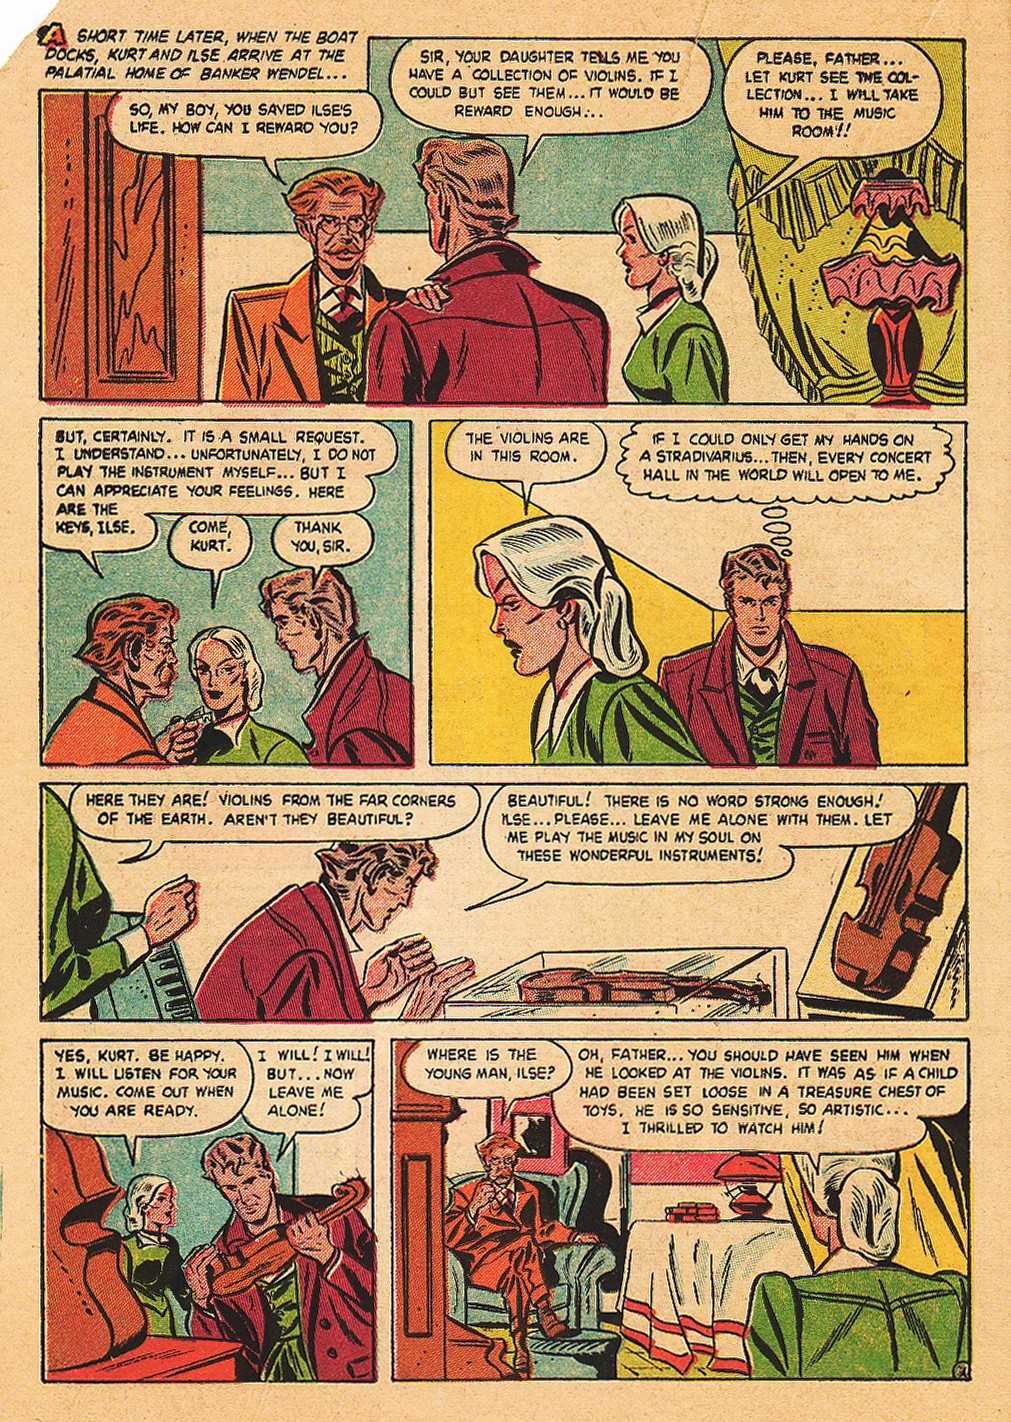 A SHORT TIME LATER, WHEN THE BOAT
DOCKS, KURT AND ILSE ARRIVE AT THE
PALATIAL HOME OF BANKER WENDEL...
SO, MY BOY, YOU SAVED ILSE'S
LIFE. HOW CAN I REWARD YOU?
SIR, YOUR DAUGHTER TELLS ME YOU
HAVE A COLLECTION OF VIOLINS. IF I
COULD BUT SEE THEM... IT WOULD BE
REWARD ENOUGH...
PLEASE, FATHER...
LET KURT SEE THE COL-
LECTION... I WILL TAKE
HIM TO THE MUSIC
ROOM!!
BUT, CERTAINLY. IT IS A SMALL REQUEST.
I UNDERSTAND... UNFORTUNATELY, I DO NOT
PLAY THE INSTRUMENT MYSELF... BUT I
CAN APPRECIATE YOUR FEELINGS. HERE
ARE THE
KEYS, ILSE.
COME,
KURT.
THANK
YOU, SIR.
THE VIOLINS ARE
IN THIS ROOM.
IF I COULD ONLY GET MY HANDS ON
A STRADIVARIUS... THEN, EVERY CONCERT
HALL IN THE WORLD WILL OPEN TO ME.
HERE THEY ARE! VIOLINS FROM THE FAR CORNERS
OF THE EARTH. AREN'T THEY BEAUTIFUL?
BEAUTIFUL! THERE IS NO WORD STRONG ENOUGH!
ILSE... PLEASE... LEAVE ME ALONE WITH THEM. LET
ME PLAY THE MUSIC IN MY SOUL ON
THESE WONDERFUL INSTRUMENTS!
YES, KURT. BE HAPPY.
I WILL LISTEN FOR YOUR
MUSIC. COME OUT WHEN
YOU ARE READY.
I WILL! I WILL!
BUT... NOW
LEAVE ME
ALONE!
WHERE IS THE
YOUNG MAN, ILSE?
OH, FATHER... YOU SHOULD HAVE SEEN HIM WHEN
HE LOOKED AT THE VIOLINS. IT WAS AS IF A CHILD
HAD BEEN SET LOOSE IN A TREASURE CHEST OF
TOYS. HE IS SO SENSITIVE, SO ARTISTIC...
I THRILLED TO WATCH HIM!